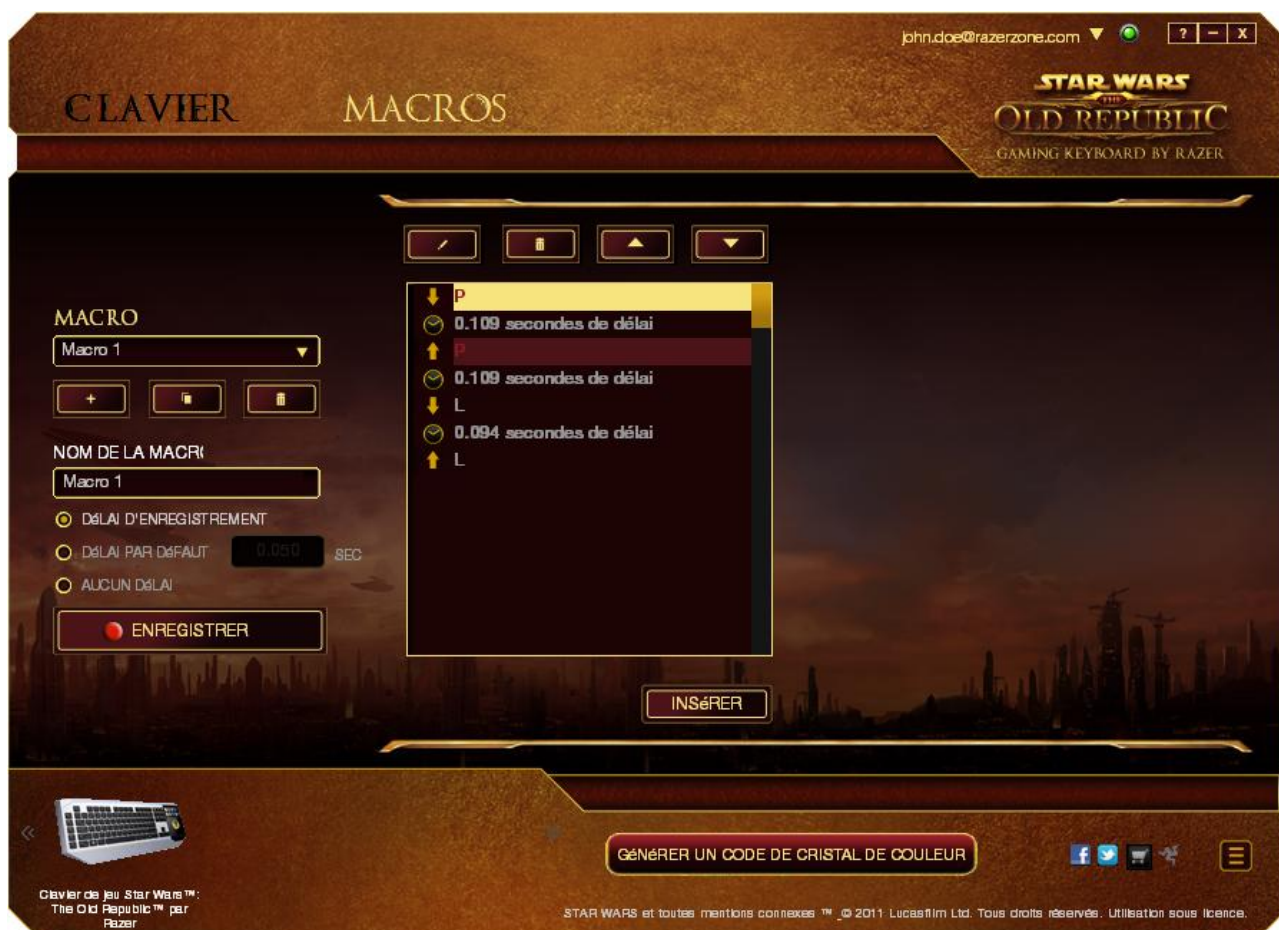 john.doe@razerzone.com ▼ ? – X
STAR WARS
THE
OLD REPUBLIC
GAMING KEYBOARD BY RAZER
CLAVIER MACROS
MACRO
Macro 1
+
NOM DE LA MACR
Macro 1
DéLAI D'ENREGISTREMENT
DéLAI PAR DéFAUT 0.050 SEC
AUCUN DéLAI
ENREGISTRER
P
0.109 secondes de délai
P
0.109 secondes de délai
L
0.094 secondes de délai
L
INSéRER
«
Clavier de jeu Star Wars™:
The Old Republic™ par
Razer
GéNéRER UN CODE DE CRISTAL DE COULEUR
STAR WARS et toutes mentions connexes ™ © 2011 Lucasfilm Ltd. Tous droits réservés. Utilisation sous licence.